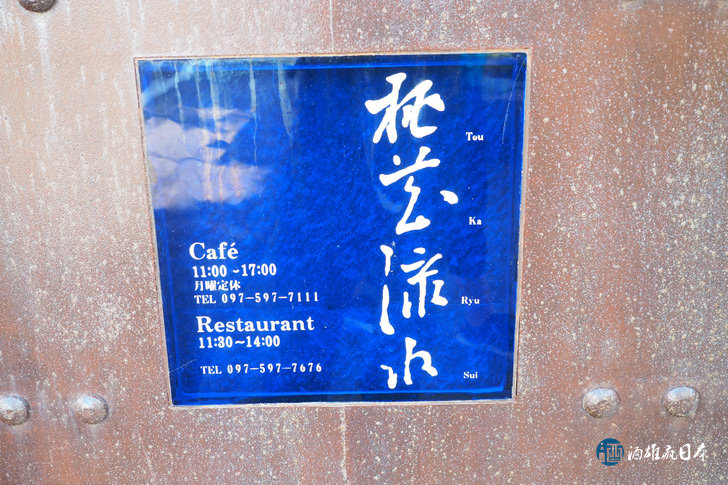 桃花流水
Tou
Ka
Ryu
Sui
Café
11:00~17:00
月曜定休
TEL 097-597-7111
Restaurant
11:30~14:00
TEL 097-597-7676
酒雄瘋日本